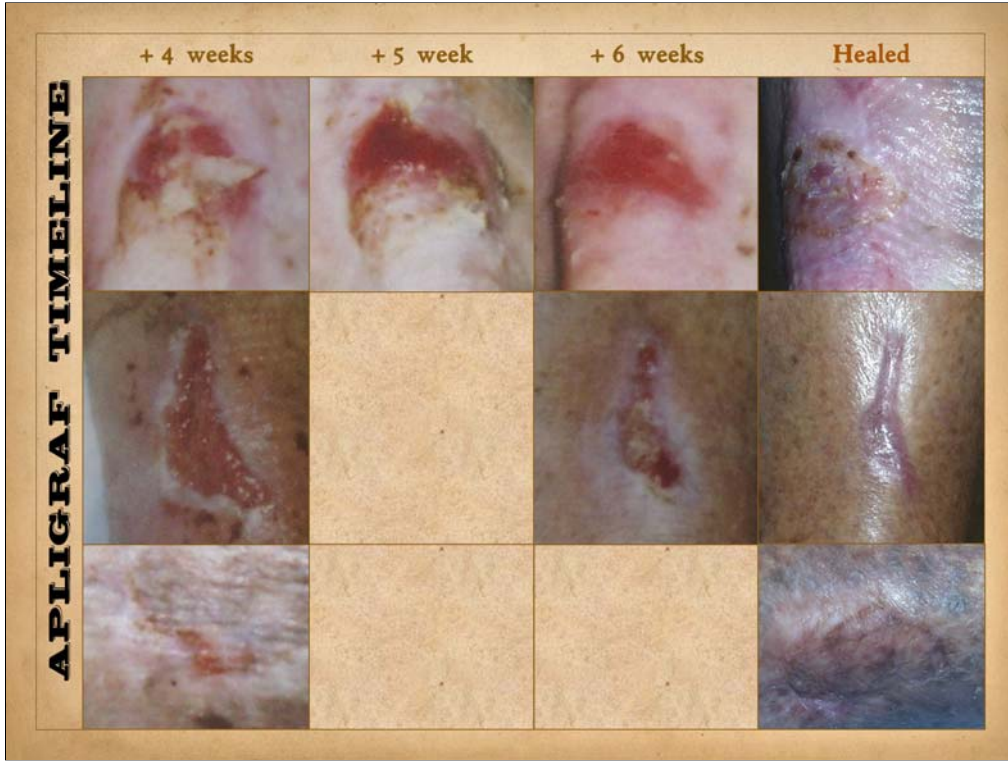 + 4 weeks
+ 5 week
+ 6 weeks
Healed
APLIGRAF TIMELINE